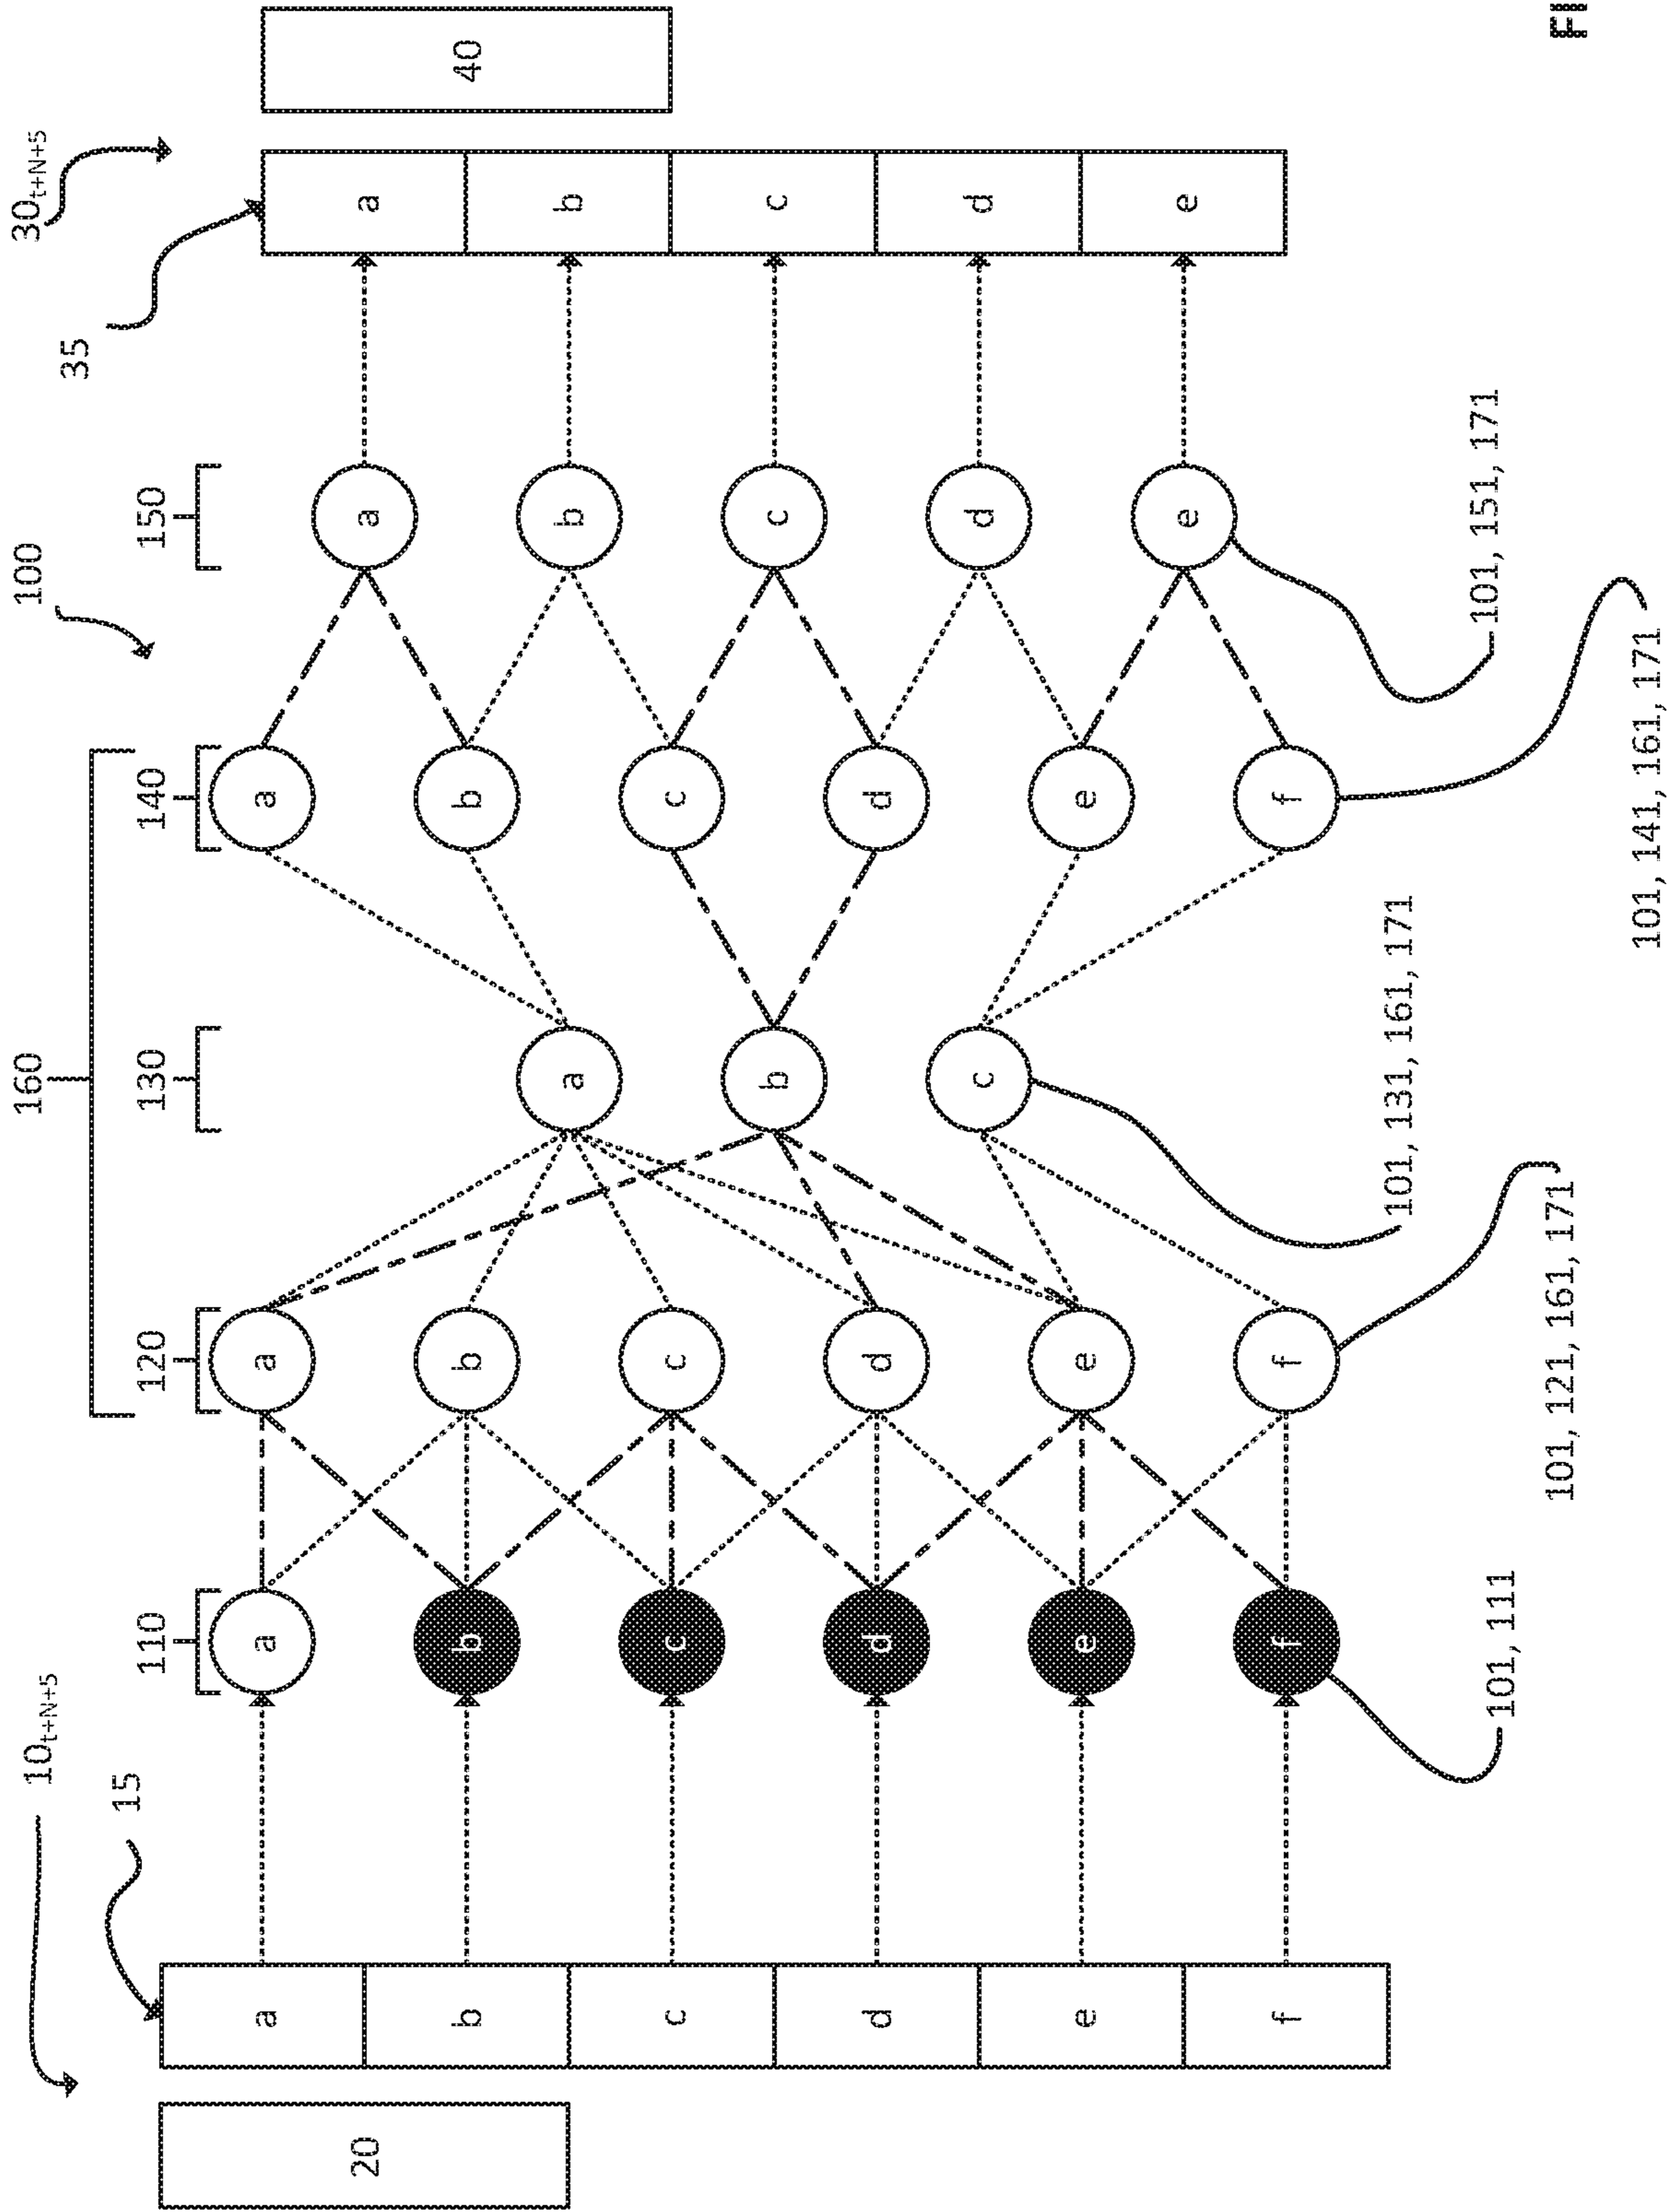 10t+N+5
160
100
30t+N+5
15
35
110 120 130 140 150
a a a a
20 a a
b b b b 40
a b b
c c c c
b c c
d d d d
c d d
e e e e
e e
f f f f
101, 111
101, 121, 161, 171
101, 131, 161, 171
101, 141, 161, 171
101, 151, 171